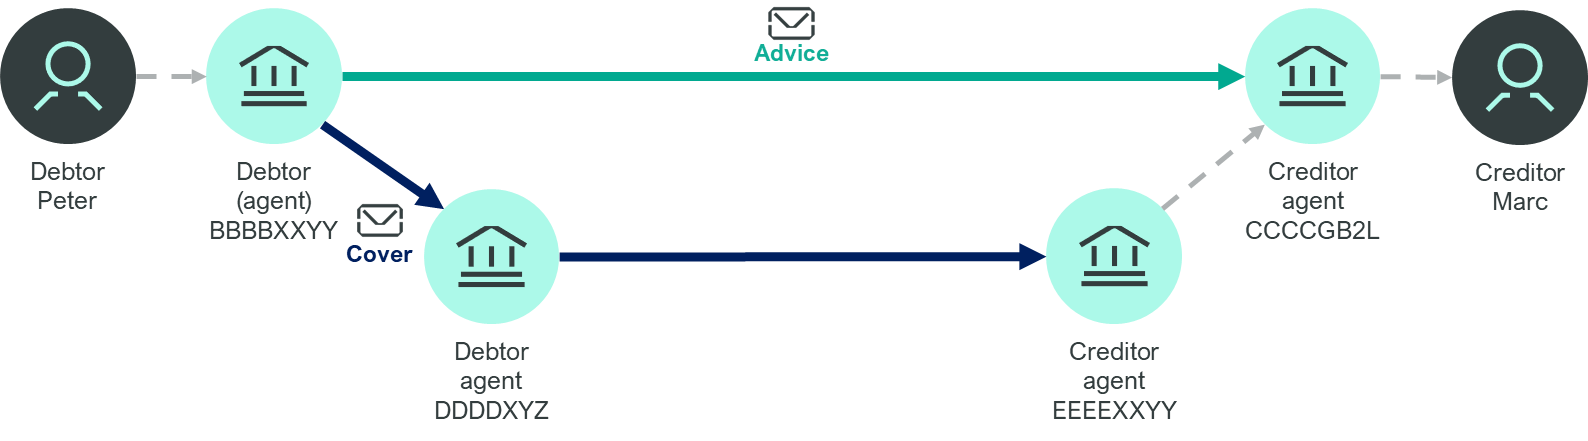 Advice
Debtor
Peter
Debtor
(agent)
BBBBXXYY
Creditor
agent
CCCCGB2L
Creditor
Marc
Cover
Debtor
agent
DDDDXYZ
Creditor
agent
EEEEXXYY